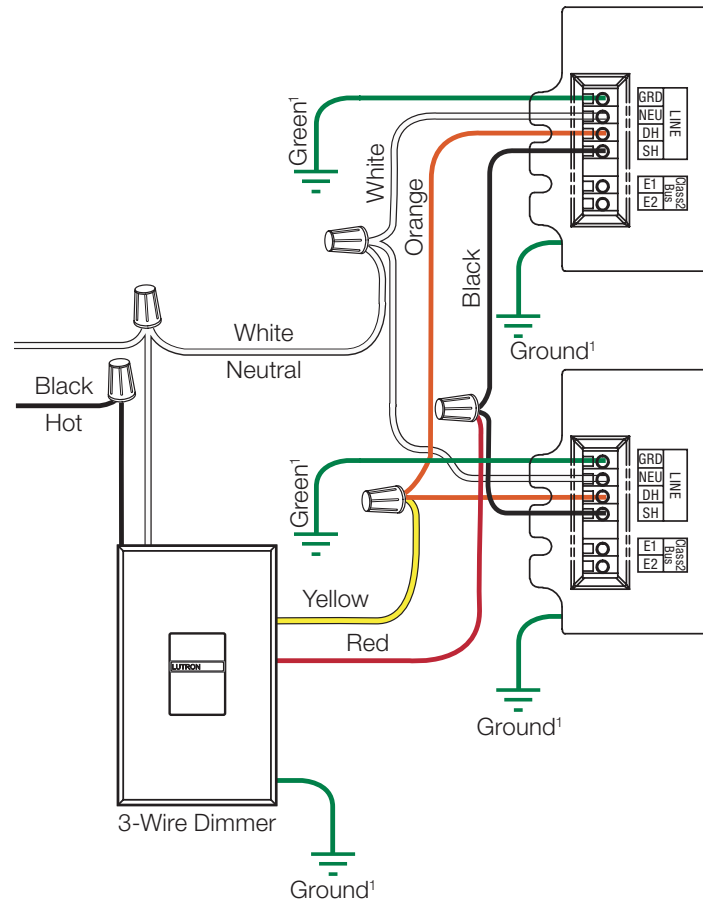 GRD
NEU
DH
SH
LINE
E1
E2
Class2
Bus
Green¹
White
Orange
Black
Ground¹
White
Neutral
Black
Hot
GRD
NEU
DH
SH
LINE
E1
E2
Class2
Bus
Green¹
Yellow
Red
LUTRON
Ground¹
3-Wire Dimmer
Ground¹